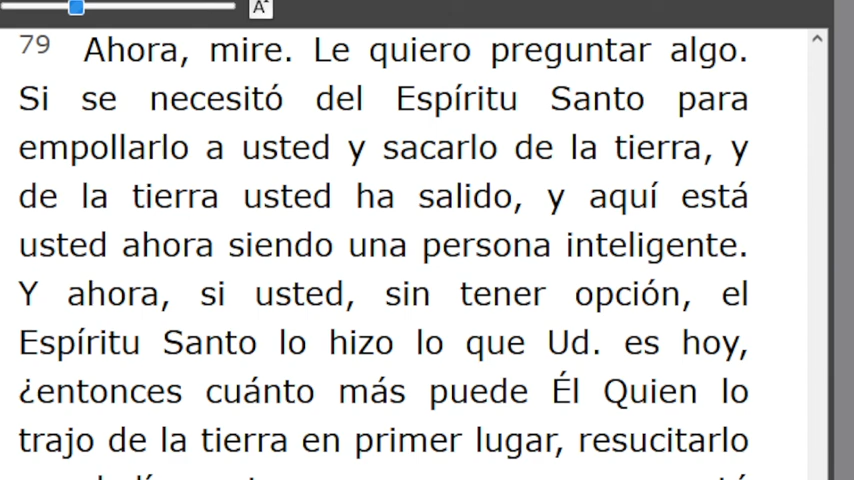 A
79 Ahora, mire. Le quiero preguntar algo.
Si se necesitó del Espíritu Santo para
empollarlo a usted y sacarlo de la tierra, y
de la tierra usted ha salido, y aquí está
usted ahora siendo una persona inteligente.
Y ahora, si usted, sin tener opción, el
Espíritu Santo lo hizo lo que Ud. es hoy,
¿entonces cuánto más puede Él Quien lo
trajo de la tierra en primer lugar, resucitarlo